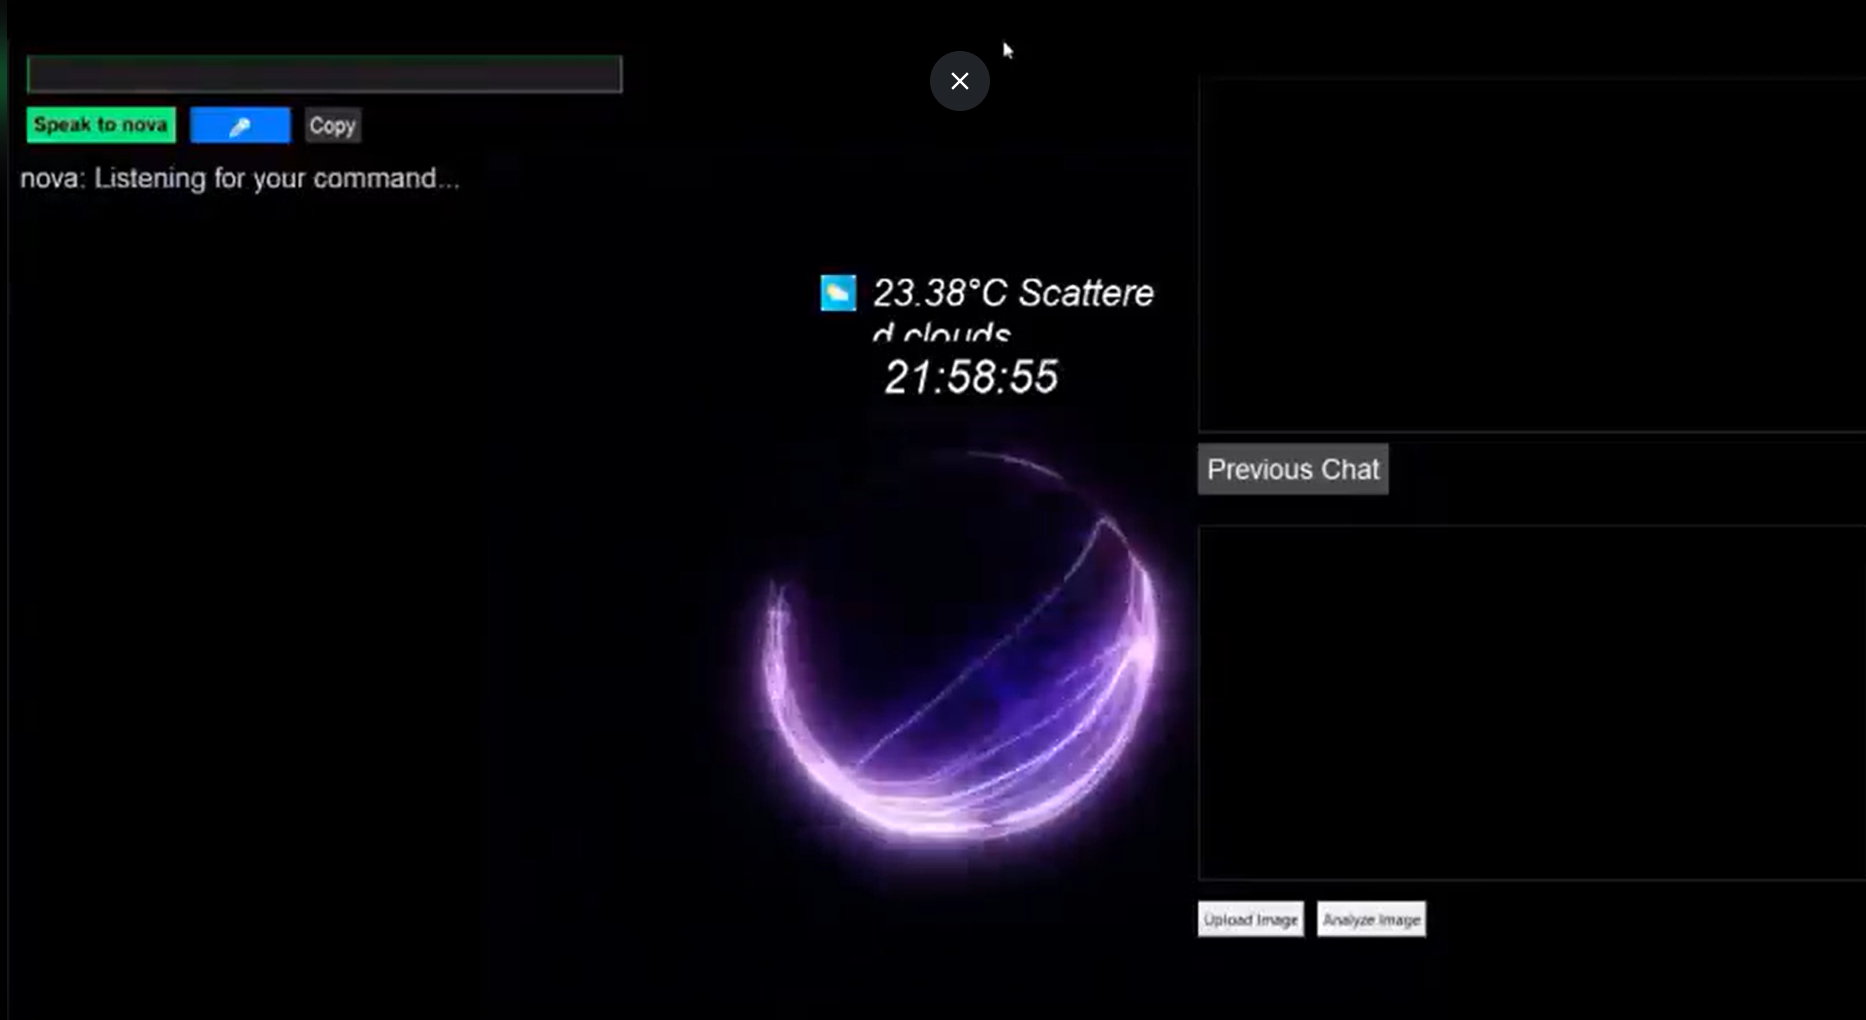 Speak to nova
Copy
nova: Listening for your command...
23.38°C Scattere
d clouds
21:58:55
Previous Chat
Upload Image
Analyze Image